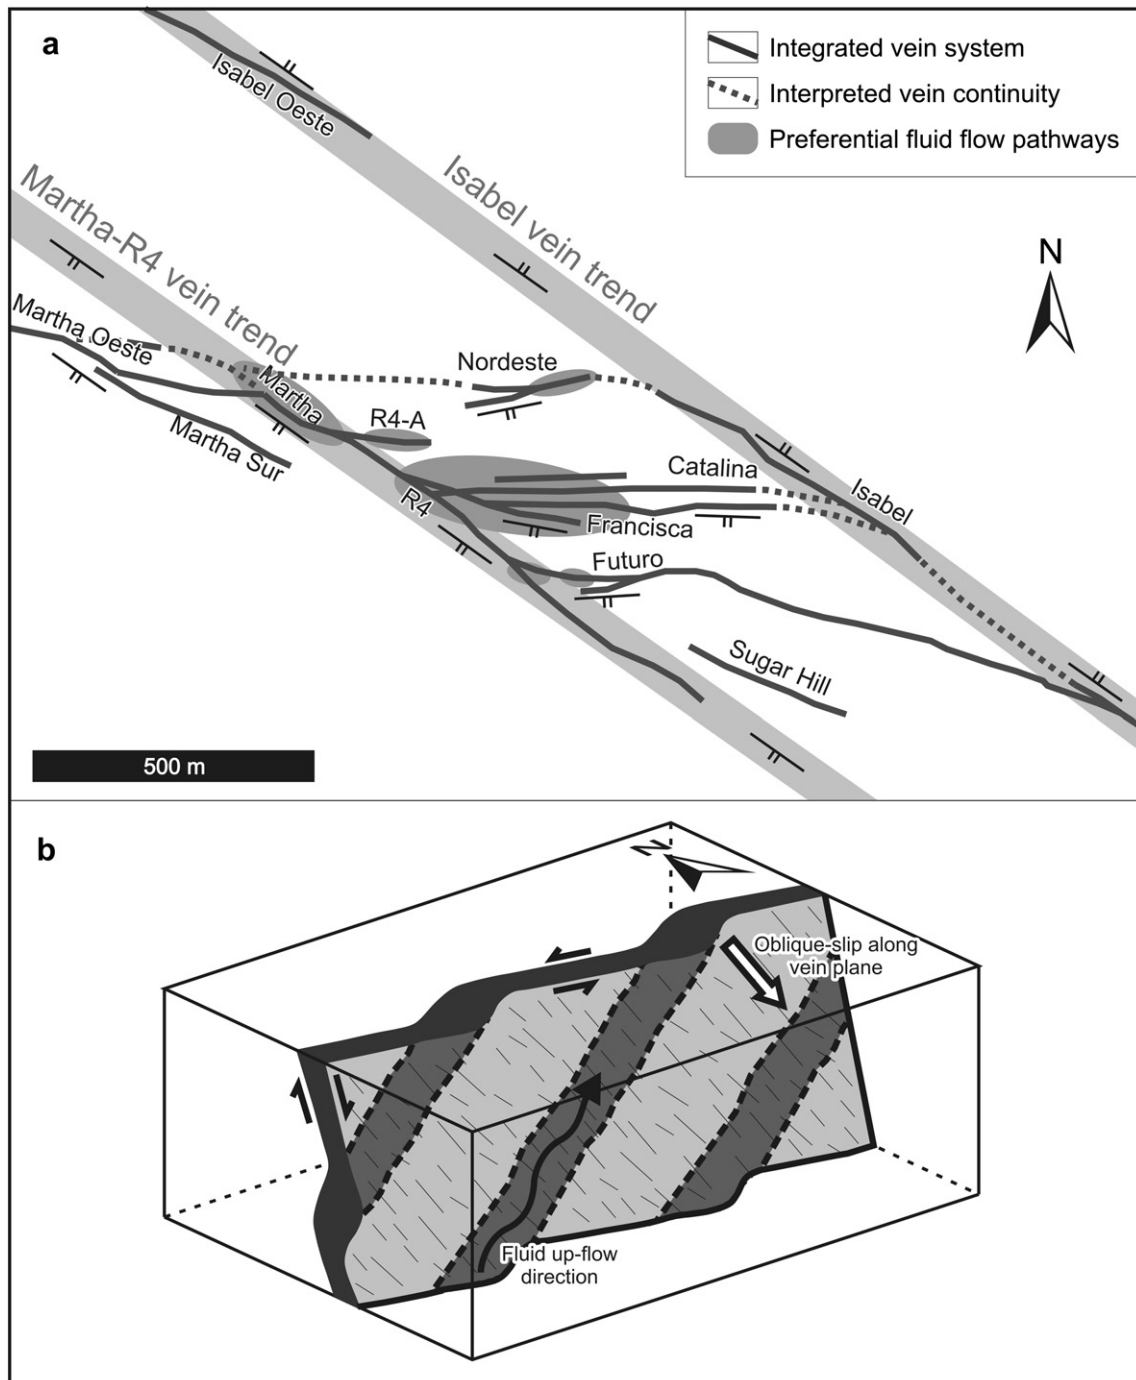 a
Integrated vein system
Interpreted vein continuity
Preferential fluid flow pathways
Isabel Oeste
Isabel vein trend
Martha-R4 vein trend
N
Martha Oeste
Martha
Martha Sur
R4-A
Nordeste
Catalina
Isabel
R4
Francisca
Futuro
Sugar Hill
500 m
b
N
Oblique-slip along
vein plane
Fluid up-flow
direction